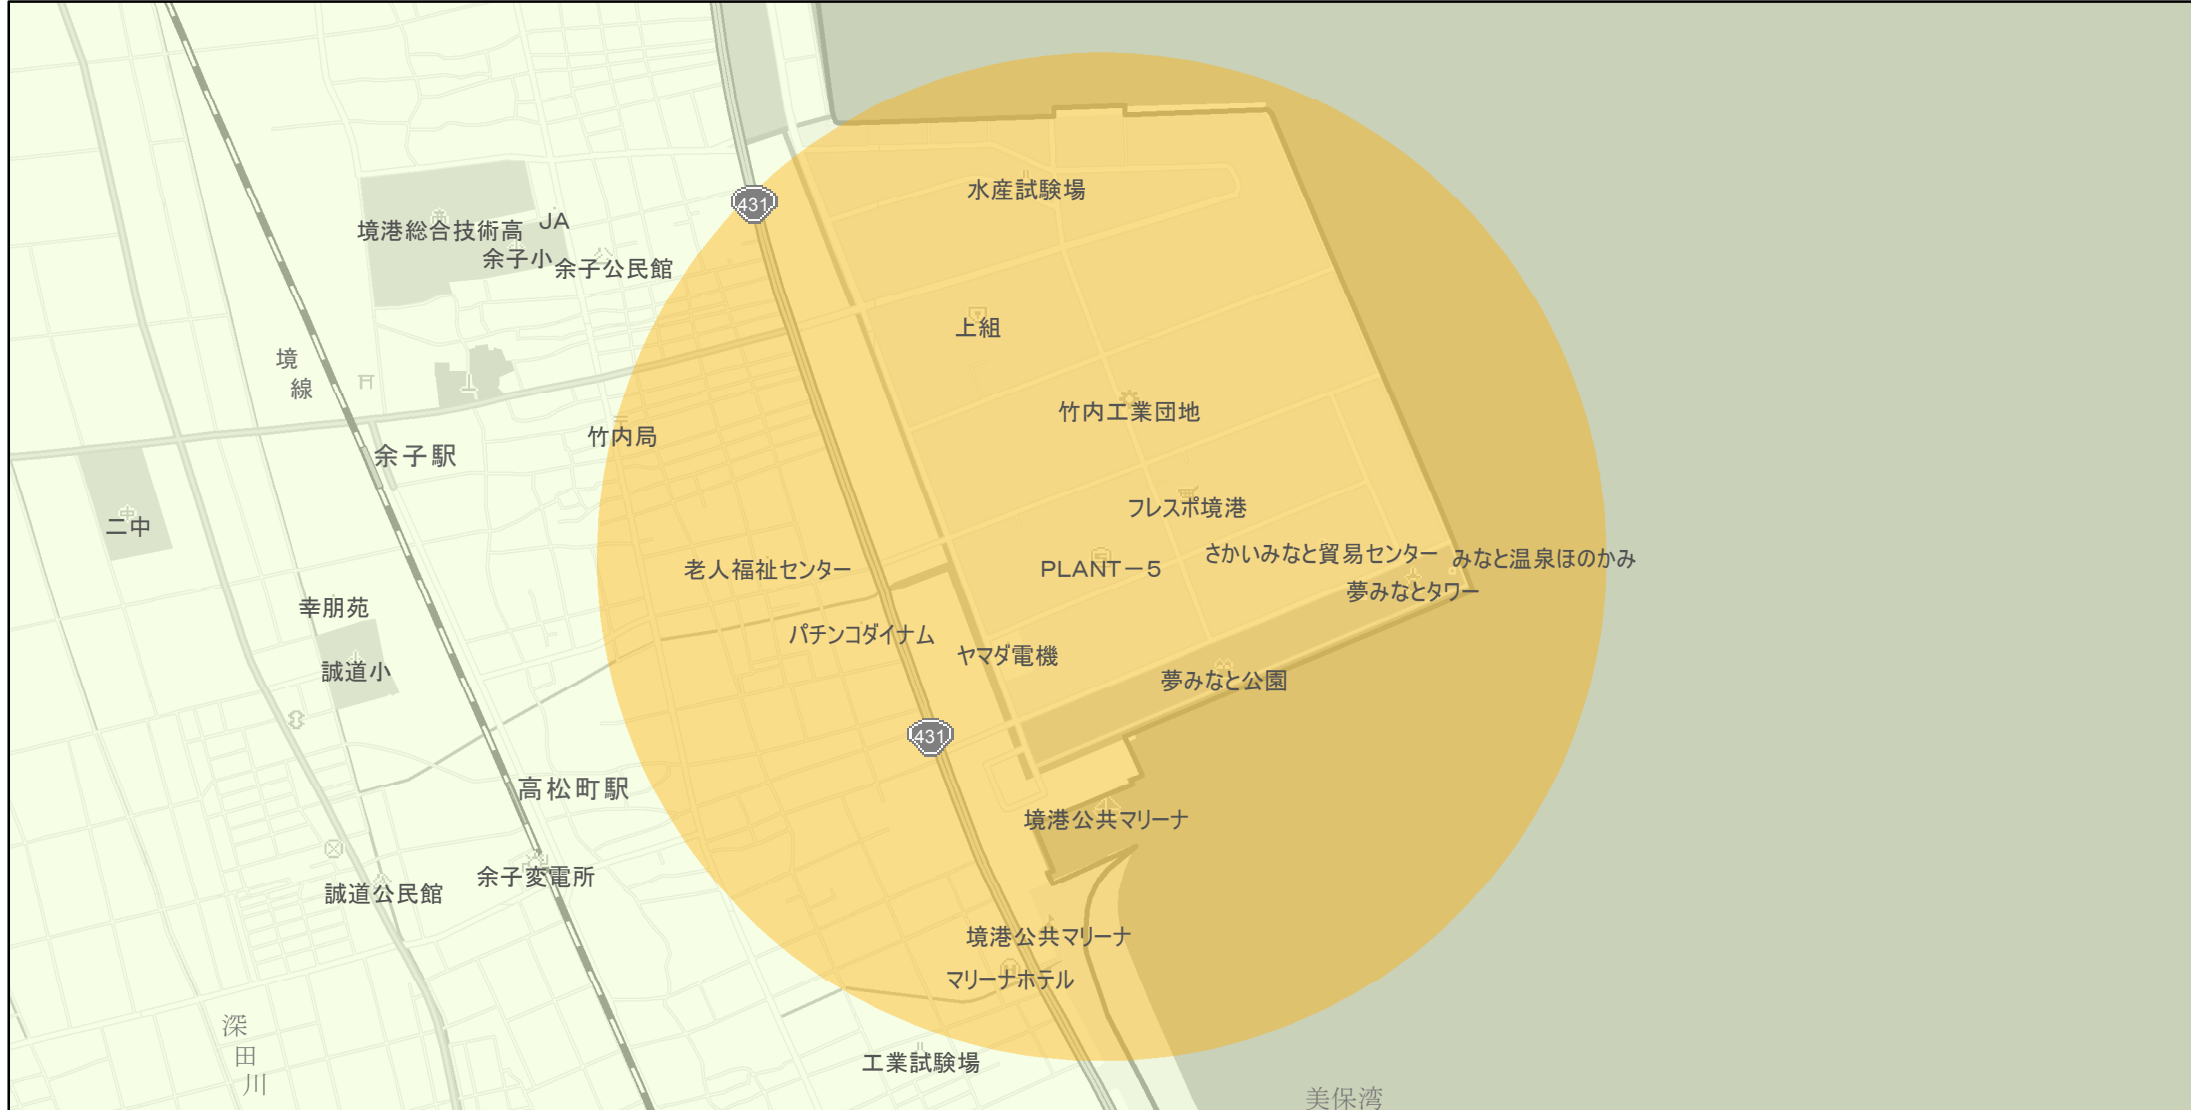 431
水産試験場
境港総合技術高
JA
余子小
余子公民館
上組
境線
竹内工業団地
竹内局
余子駅
フレスポ境港
二中
さかいみなと貿易センター
みなと温泉ほのかみ
老人福祉センター
PLANT－5
夢みなとタワー
幸朋苑
パチンコダイナム
ヤマダ電機
誠道小
夢みなと公園
431
高松町駅
境港公共マリーナ
余子変電所
誠道公民館
境港公共マリーナ
マリーナホテル
深田川
工業試験場
美保湾